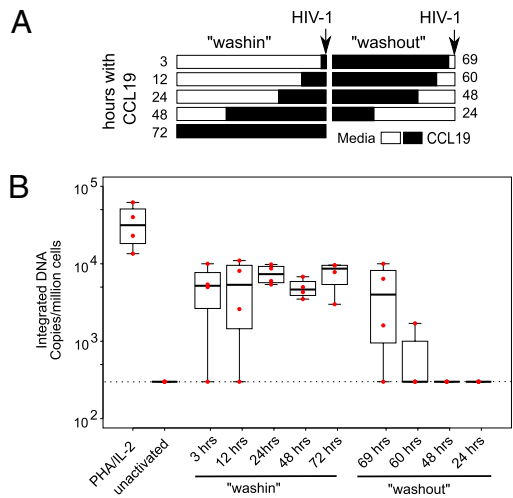 A
HIV-1 HIV-1
"washin" "washout"
hours with CCL19
3 69
12 60
24 48
48 24
72
Media CCL19
B
Integrated DNA
Copies/million cells
10^5
10^4
10^3
10^2
PHA/IL-2 unactivated 3 hrs 12 hrs 24hrs 48 hrs 72 hrs 69 hrs 60 hrs 48 hrs 24 hrs
"washin" "washout"